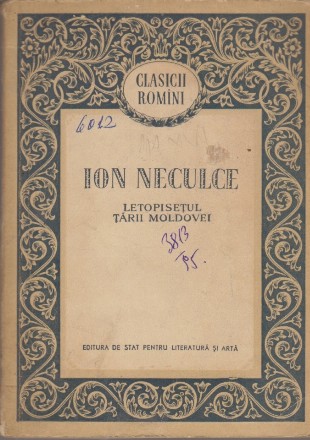 CLASICII
ROMÎNI
6012
ION NECULCE
LETOPISEȚUL
ȚĂRII MOLDOVEI
3813
EDITURA DE STAT PENTRU LITERATURĂ ȘI ARTĂ